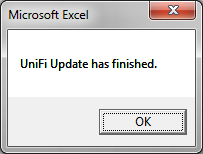 Microsoft Excel
UniFi Update has finished.
OK